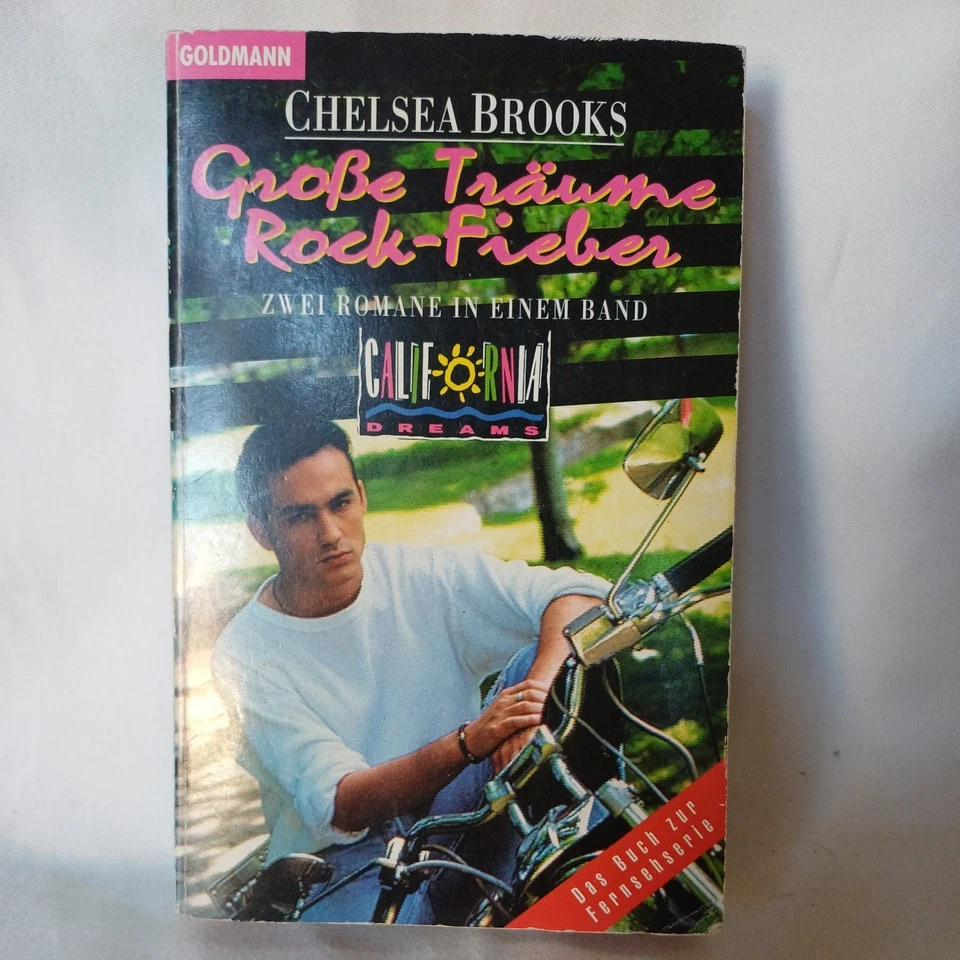 GOLDMANN
CHELSEA BROOKS
Große Träume
Rock-Fieber
ZWEI ROMANE IN EINEM BAND
CALIFORNIA
DREAMS
Das Buch zur
Fernsehserie